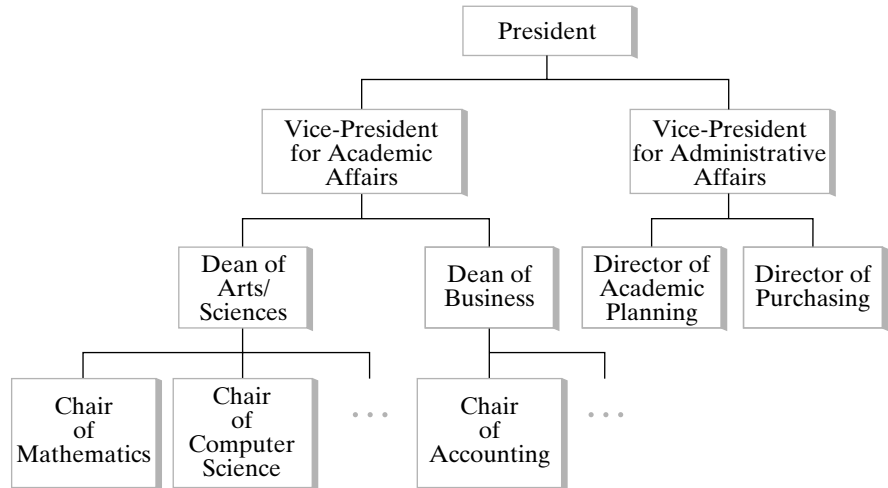 President
Vice-President
for Academic
Affairs
Vice-President
for Administrative
Affairs
Dean of
Arts/
Sciences
Dean of
Business
Director of
Academic
Planning
Director of
Purchasing
Chair
of
Mathematics
Chair
of
Computer
Science
...
Chair
of
Accounting
...